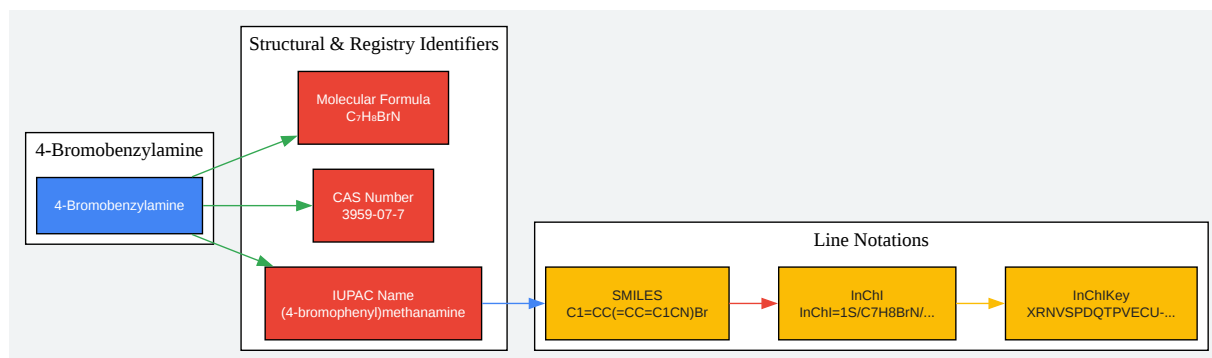 4-Bromobenzylamine
4-Bromobenzylamine
Structural & Registry Identifiers
Molecular Formula
C₇H₈BrN
CAS Number
3959-07-7
IUPAC Name
(4-bromophenyl)methanamine
Line Notations
SMILES
C1=CC(=CC=C1CN)Br
InChI
InChI=1S/C7H8BrN/...
InChIKey
XRNVSPDQTPVECU-...